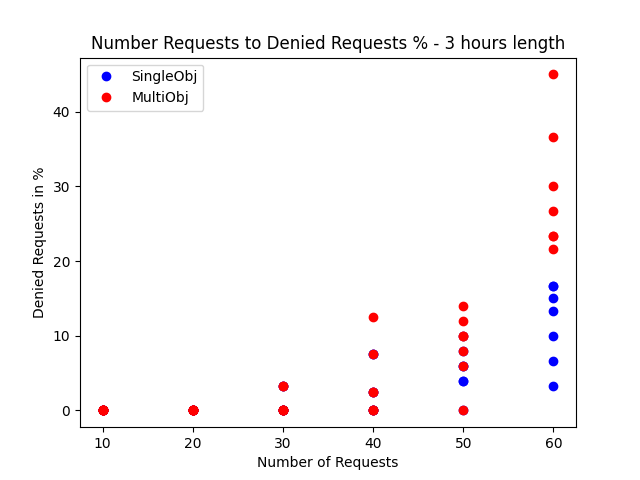 Number Requests to Denied Requests % - 3 hours length
SingleObj
MultiObj
Denied Requests in %
40
30
20
10
0
10 20 30 40 50 60
Number of Requests